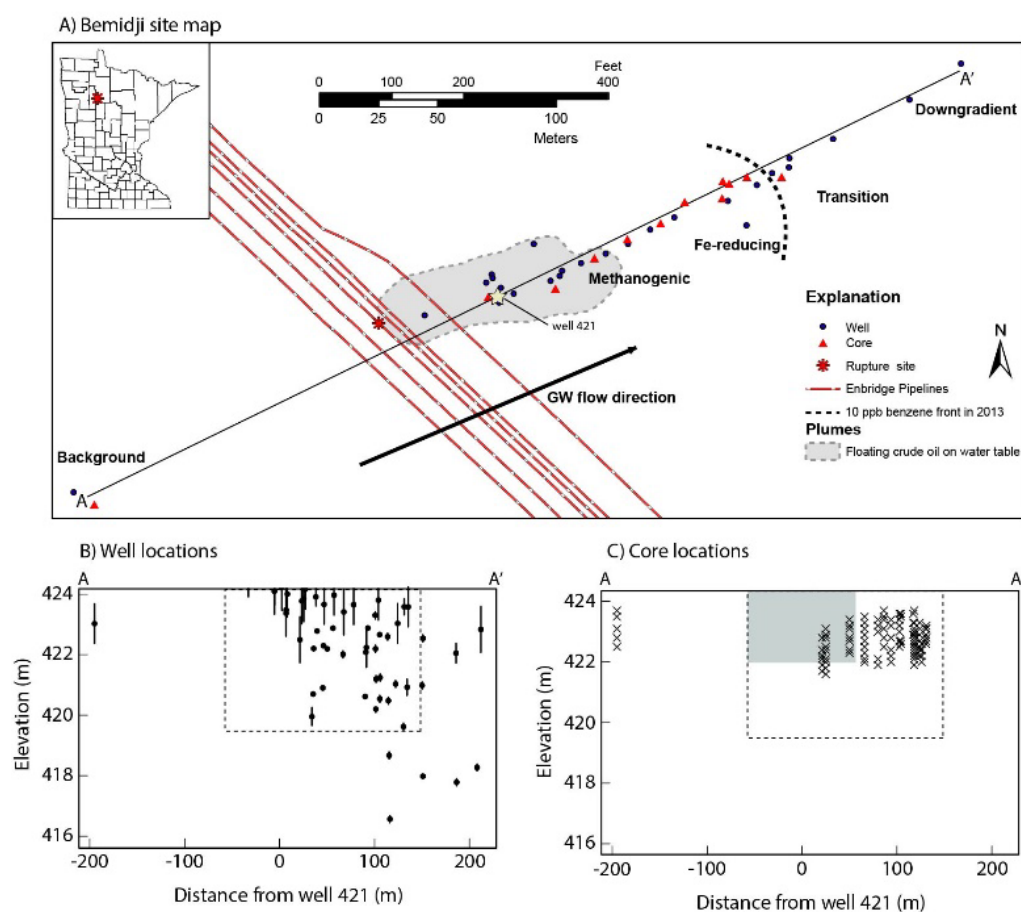 A) Bemidji site map
Feet
0 100 200 400
0 25 50 100
Meters
A'
Downgradient
Transition
Fe-reducing
Methanogenic
well 421
GW flow direction
Background
A
Explanation
Well
Core
Rupture site
Enbridge Pipelines
10 ppb benzene front in 2013
Plumes
Floating crude oil on water table
N
B) Well locations
A A'
424
422
420
418
416
Elevation (m)
-200 -100 0 100 200
Distance from well 421 (m)
C) Core locations
A A
424
422
420
418
416
Elevation (m)
-200 -100 0 100 2
Distance from well 421 (m)